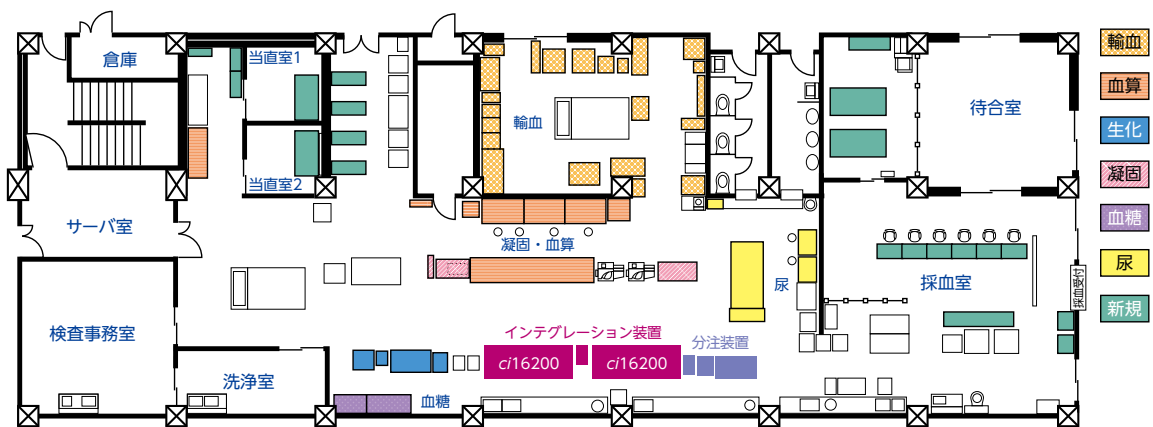 倉庫
当直室1
当直室2
輸血
待合室
サーバ室
凝固・血算
尿
採血室
採血受付
検査事務室
洗浄室
インテグレーション装置
ci16200
ci16200
分注装置
血糖
輸血
血算
生化
凝固
血糖
尿
新規